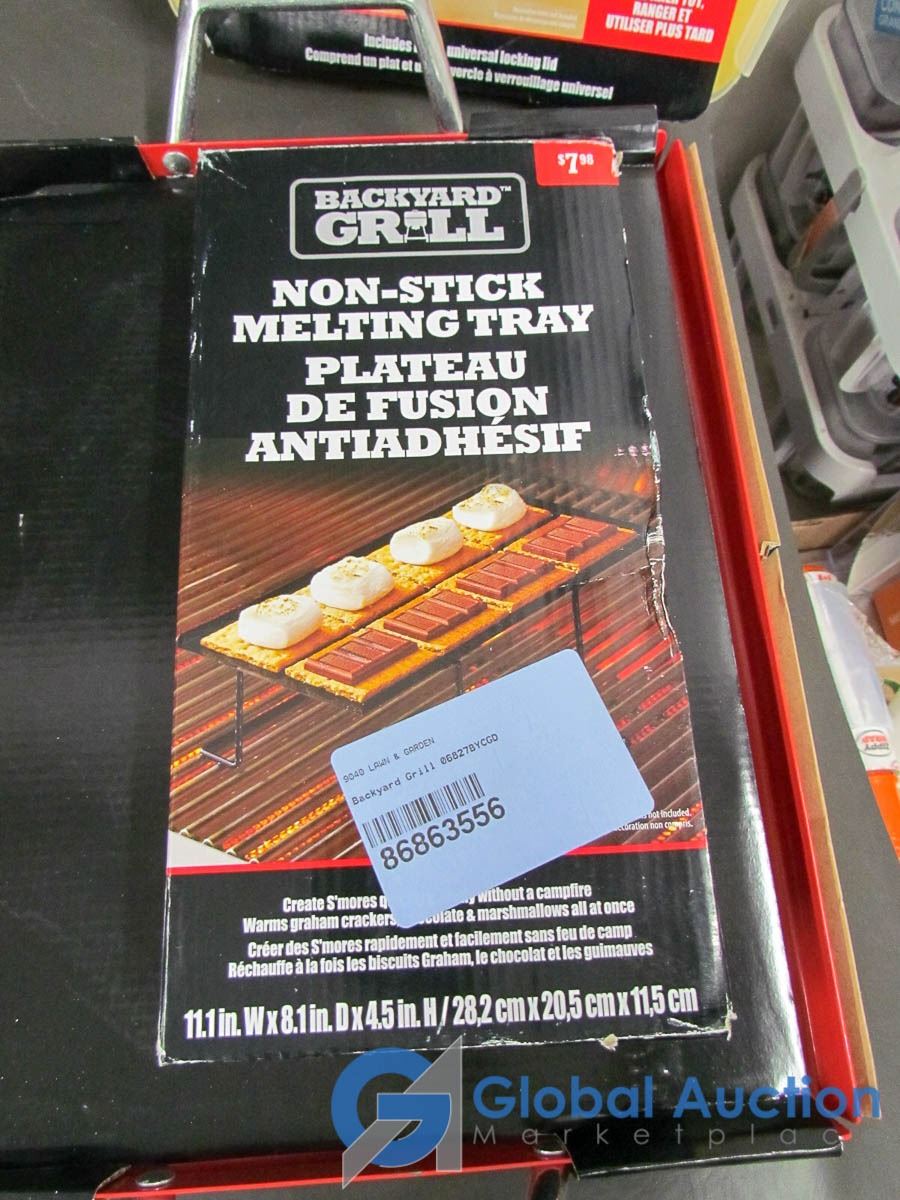 RANGER ET
UTILISER PLUS TARD
Includes universal locking lid
Comprend un plat et verrouillage universel
$7.98
BACKYARD™
GRILL
NON-STICK
MELTING TRAY
PLATEAU
DE FUSION
ANTIADHÉSIF
9040 LAWN & GARDEN
Backyard Grill 06827BYCGD
86863556
not included.
non compris.
Create S'mores without a campfire
Warms graham crackers, & marshmallows all at once
Créer des S'mores rapidement et facilement sans feu de camp
Réchauffe à la fois les biscuits Graham, le chocolat et les guimauves
11.1 in. W x 8.1 in. D x 4.5 in. H / 28,2 cm x 20,5 cm x 11,5 cm
Global Auction
Marketplace